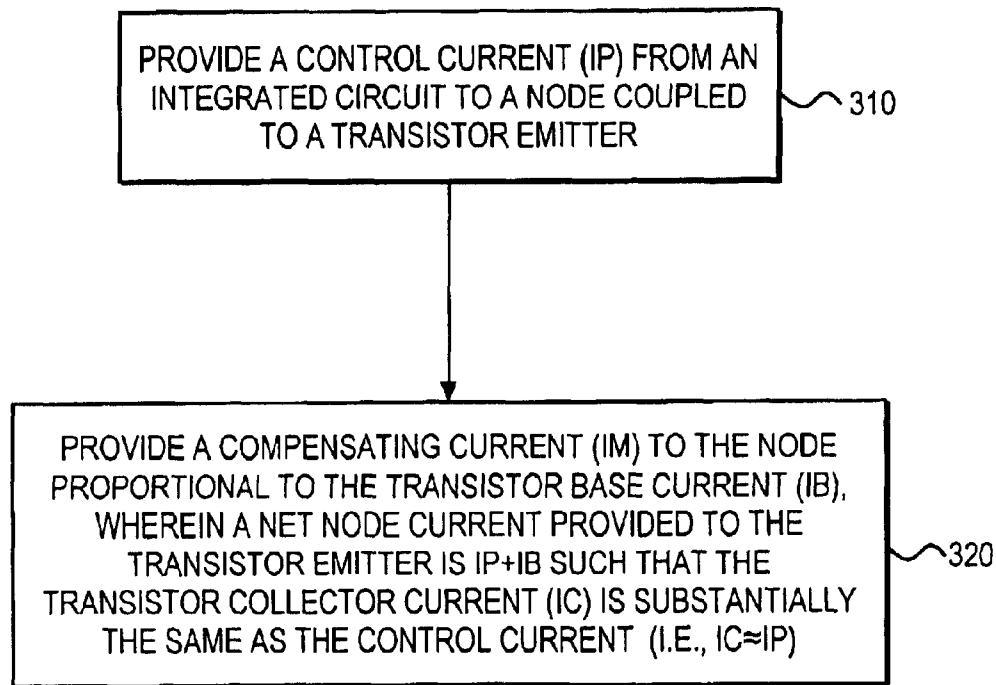 PROVIDE A CONTROL CURRENT (IP) FROM AN
INTEGRATED CIRCUIT TO A NODE COUPLED
TO A TRANSISTOR EMITTER
310
PROVIDE A COMPENSATING CURRENT (IM) TO THE NODE
PROPORTIONAL TO THE TRANSISTOR BASE CURRENT (IB),
WHEREIN A NET NODE CURRENT PROVIDED TO THE
TRANSISTOR EMITTER IS IP+IB SUCH THAT THE
TRANSISTOR COLLECTOR CURRENT (IC) IS SUBSTANTIALLY
THE SAME AS THE CONTROL CURRENT (I.E., IC≈IP)
320